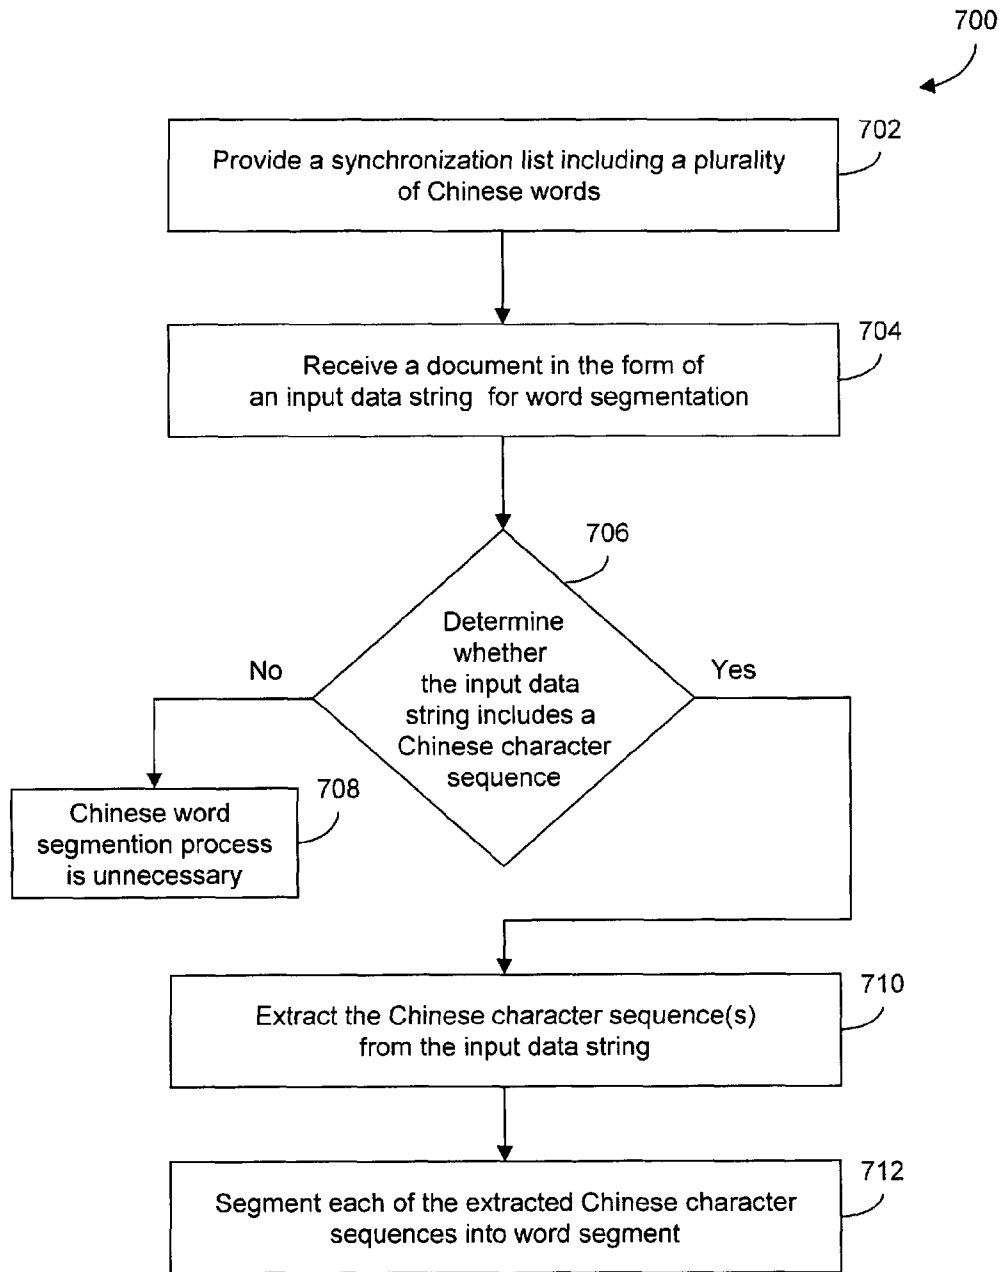 700
702
Provide a synchronization list including a plurality
of Chinese words
704
Receive a document in the form of
an input data string for word segmentation
706
Determine
whether
the input data
string includes a
Chinese character
sequence
No
Yes
708
Chinese word
segmention process
is unnecessary
710
Extract the Chinese character sequence(s)
from the input data string
712
Segment each of the extracted Chinese character
sequences into word segment